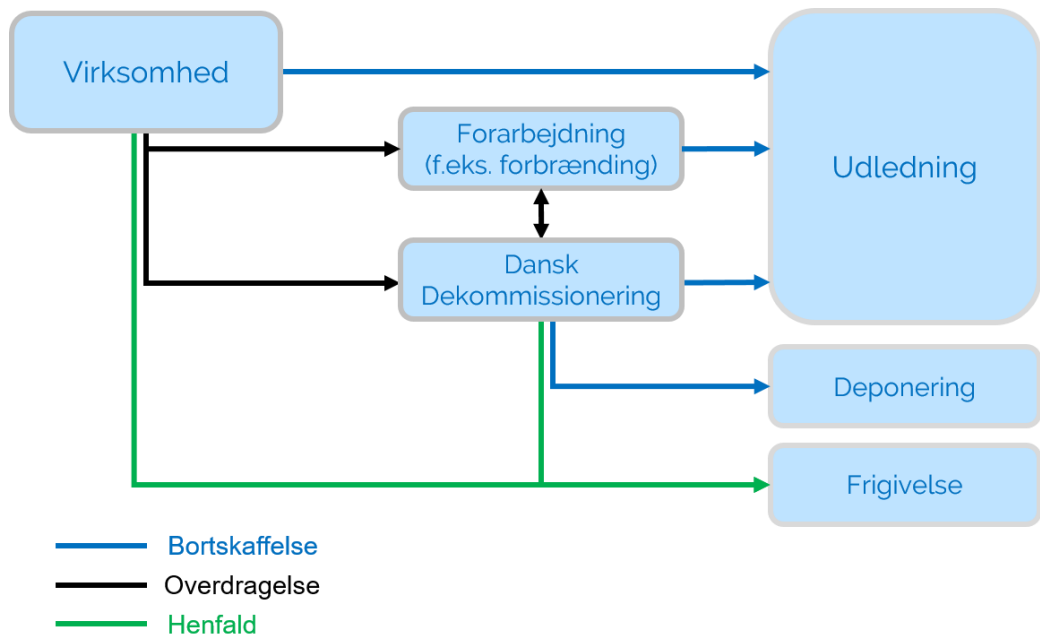 Virksomhed
Forarbejdning
(f.eks. forbrænding)
Udledning
Dansk
Dekommissionering
Deponering
Frigivelse
Bortskaffelse
Overdragelse
Henfald